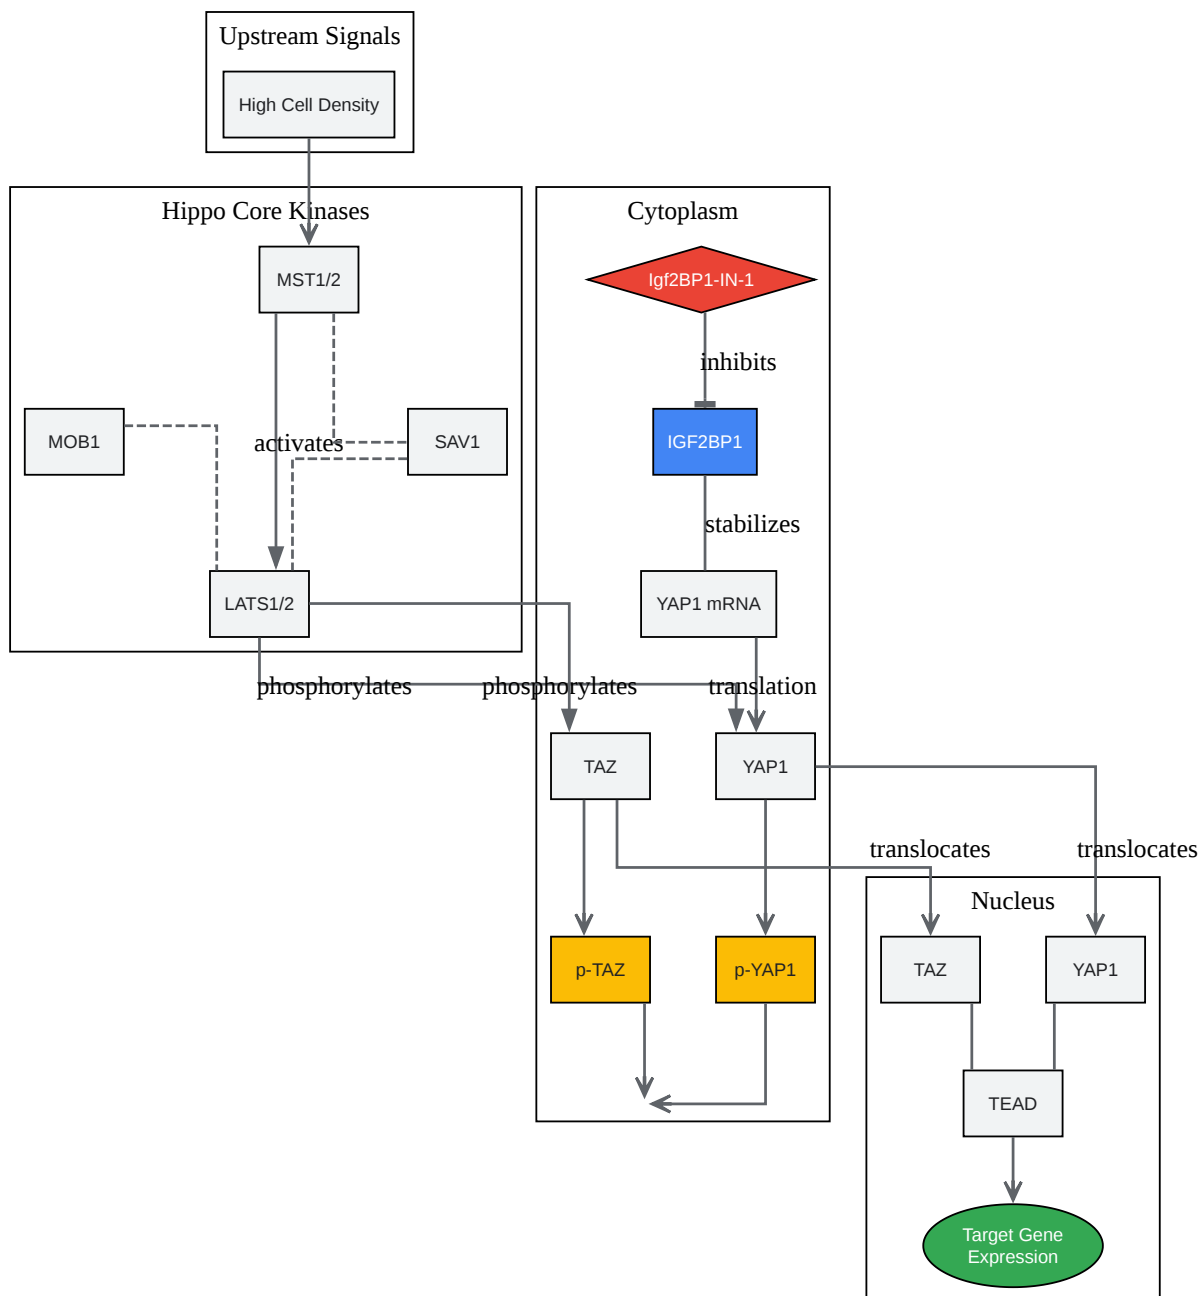 Upstream Signals
High Cell Density
Hippo Core Kinases
Cytoplasm
MST1/2
Igf2BP1-IN-1
inhibits
MOB1
activates
SAV1
IGF2BP1
stabilizes
LATS1/2
YAP1 mRNA
phosphorylates
phosphorylates
translation
TAZ
YAP1
translocates
translocates
Nucleus
p-TAZ
p-YAP1
TAZ
YAP1
TEAD
Target Gene
Expression